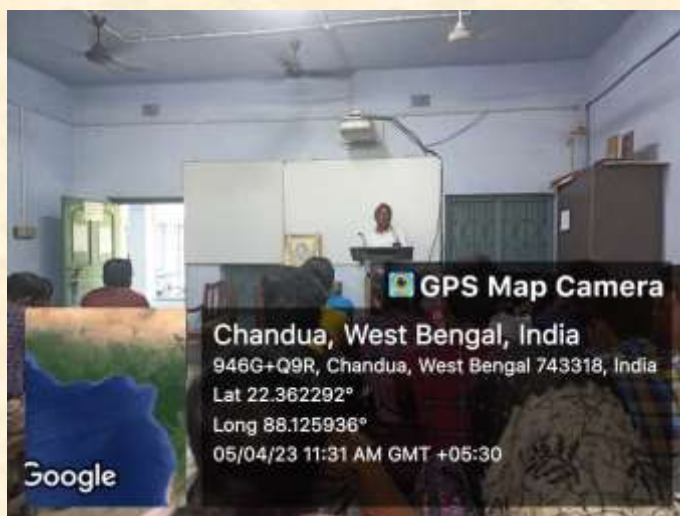 GPS Map Camera
Chandua, West Bengal, India
946G+Q9R, Chandua, West Bengal 743318, India
Lat 22.362292°
Long 88.125936°
05/04/23 11:31 AM GMT +05:30
Google